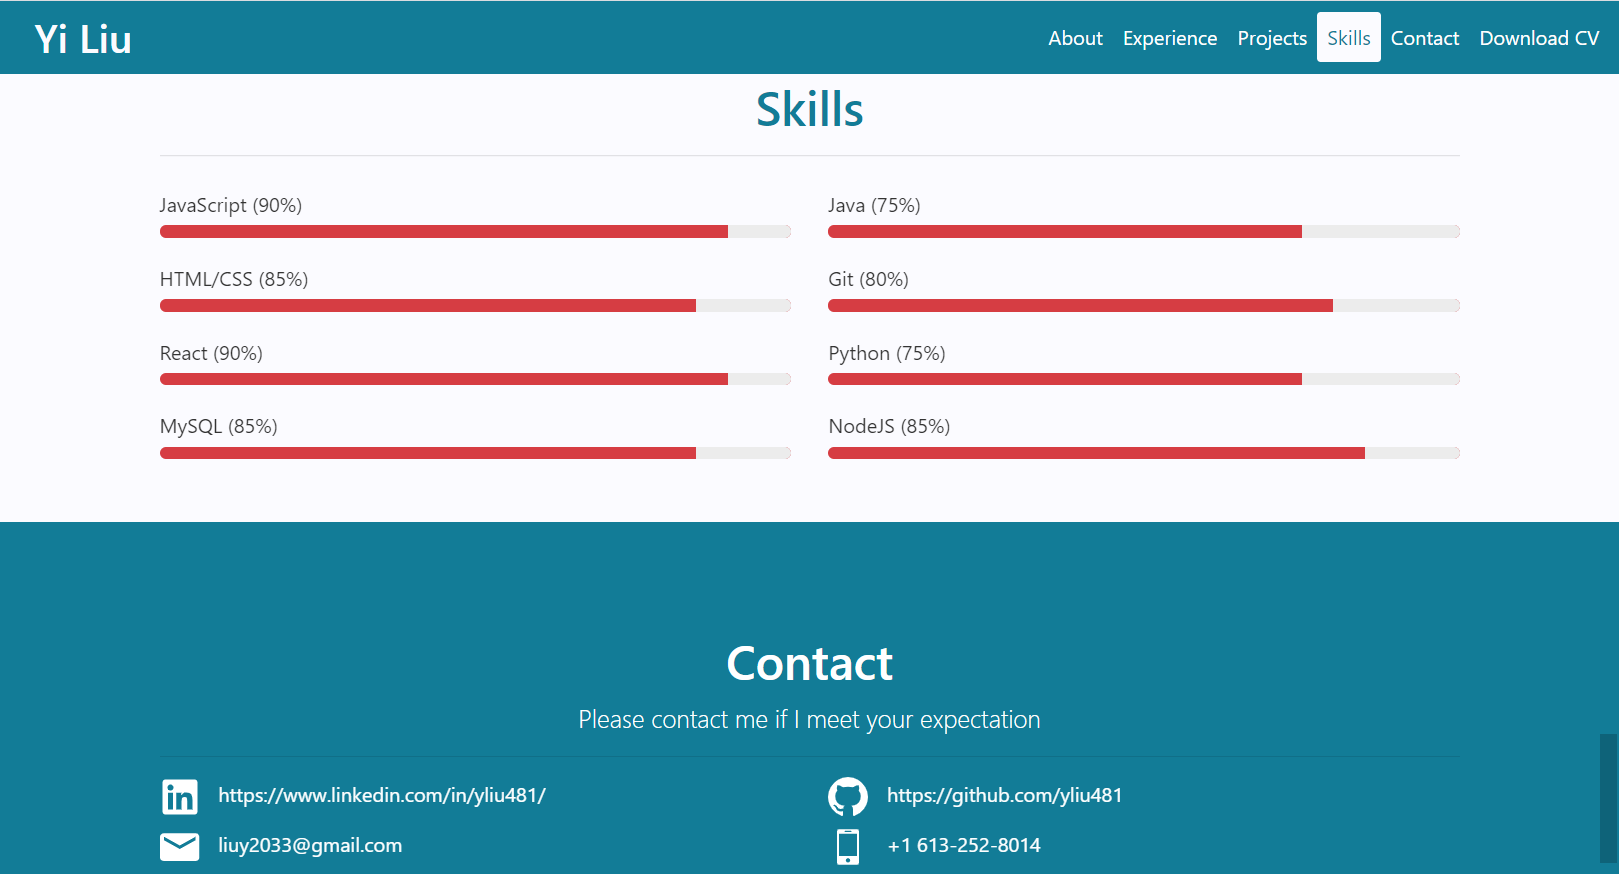 Yi Liu
About Experience Projects Skills Contact Download CV
Skills
JavaScript (90%)
Java (75%)
HTML/CSS (85%)
Git (80%)
React (90%)
Python (75%)
MySQL (85%)
NodeJS (85%)
Contact
Please contact me if I meet your expectation
in https://www.linkedin.com/in/yliu481/
https://github.com/yliu481
liuy2033@gmail.com
+1 613-252-8014